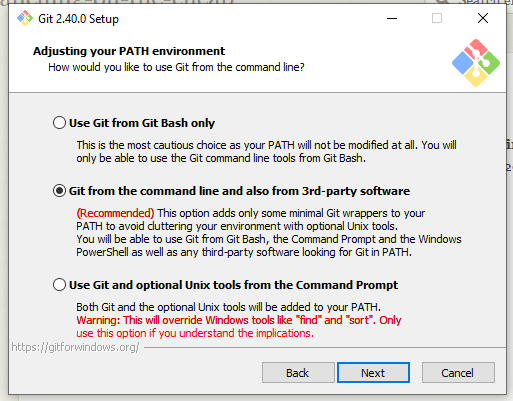 Git 2.40.0 Setup
Adjusting your PATH environment
How would you like to use Git from the command line?
Use Git from Git Bash only
This is the most cautious choice as your PATH will not be modified at all. You will
only be able to use the Git command line tools from Git Bash.
Git from the command line and also from 3rd-party software
(Recommended) This option adds only some minimal Git wrappers to your
PATH to avoid cluttering your environment with optional Unix tools.
You will be able to use Git from Git Bash, the Command Prompt and the Windows
PowerShell as well as any third-party software looking for Git in PATH.
Use Git and optional Unix tools from the Command Prompt
Both Git and the optional Unix tools will be added to your PATH.
Warning: This will override Windows tools like "find" and "sort". Only
use this option if you understand the implications.
https://gitforwindows.org/
Back Next Cancel